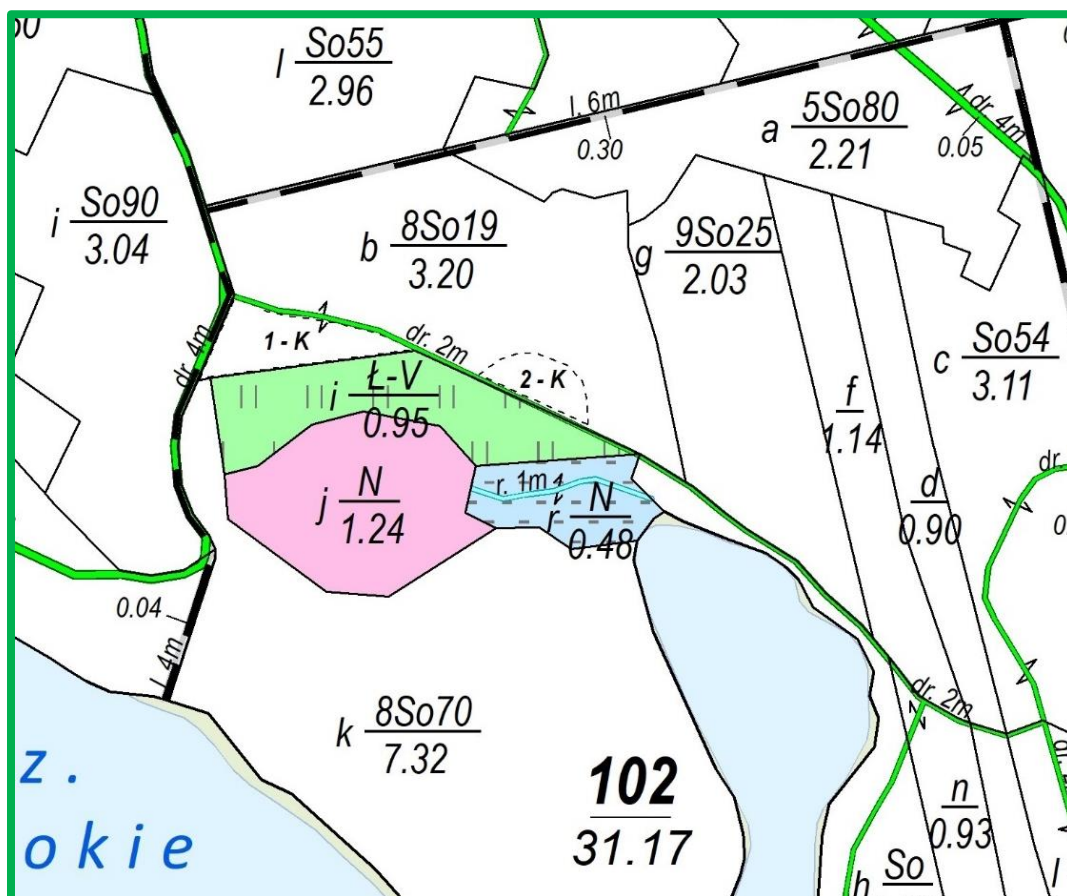 l So55
2.96
l. 6m
0.30
a 5So80
2.21
0.05
dr. 4m
i So90
3.04
b 8So19
3.20
g 9So25
2.03
c So54
3.11
dr. 4m
1 - K
dr. 2m
2 - K
i Ł-V
0.95
f
1.14
d
0.90
dr.
r. 1m
j N
1.24
r N
0.48
0.04
l. 4m
k 8So70
7.32
dr. 2m
z.
okie
102
31.17
n
0.93
h So
l